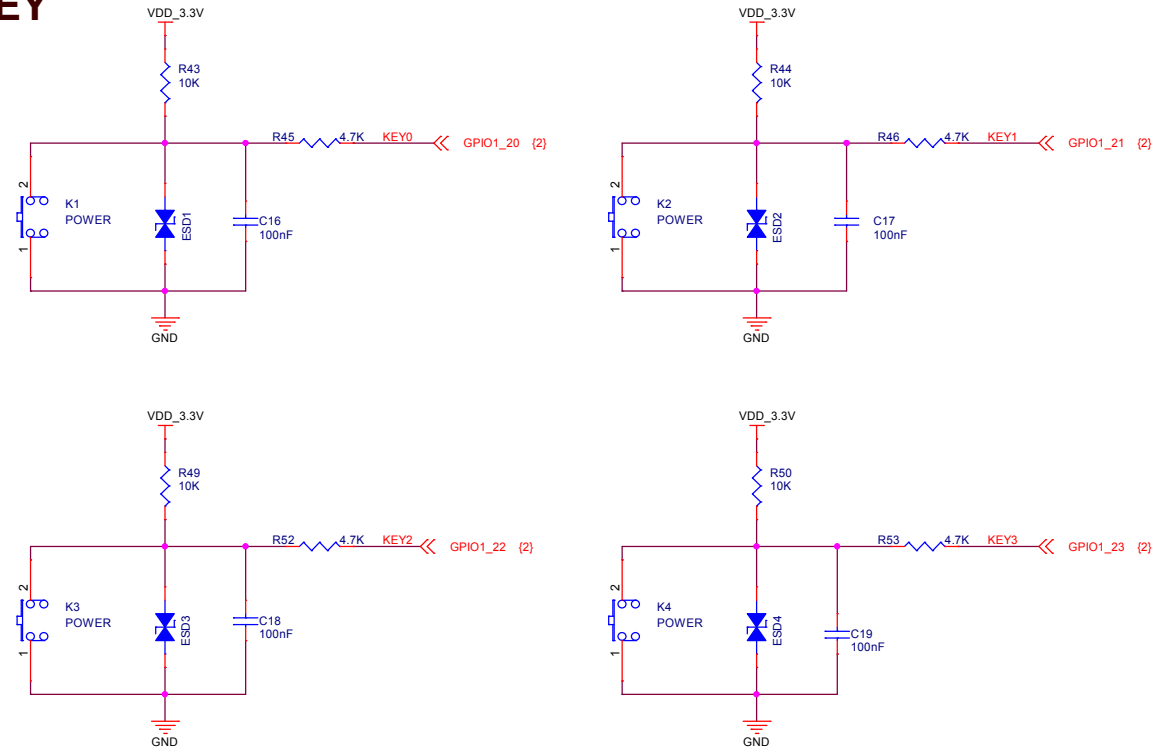 EY
VDD_3.3V
R43
10K
R45 4.7K KEY0 GPIO1_20 {2}
2
K1
POWER
1
ESD1
C16
100nF
GND
VDD_3.3V
R44
10K
R46 4.7K KEY1 GPIO1_21 {2}
2
K2
POWER
1
ESD2
C17
100nF
GND
VDD_3.3V
R49
10K
R52 4.7K KEY2 GPIO1_22 {2}
2
K3
POWER
1
ESD3
C18
100nF
GND
VDD_3.3V
R50
10K
R53 4.7K KEY3 GPIO1_23 {2}
2
K4
POWER
1
ESD4
C19
100nF
GND